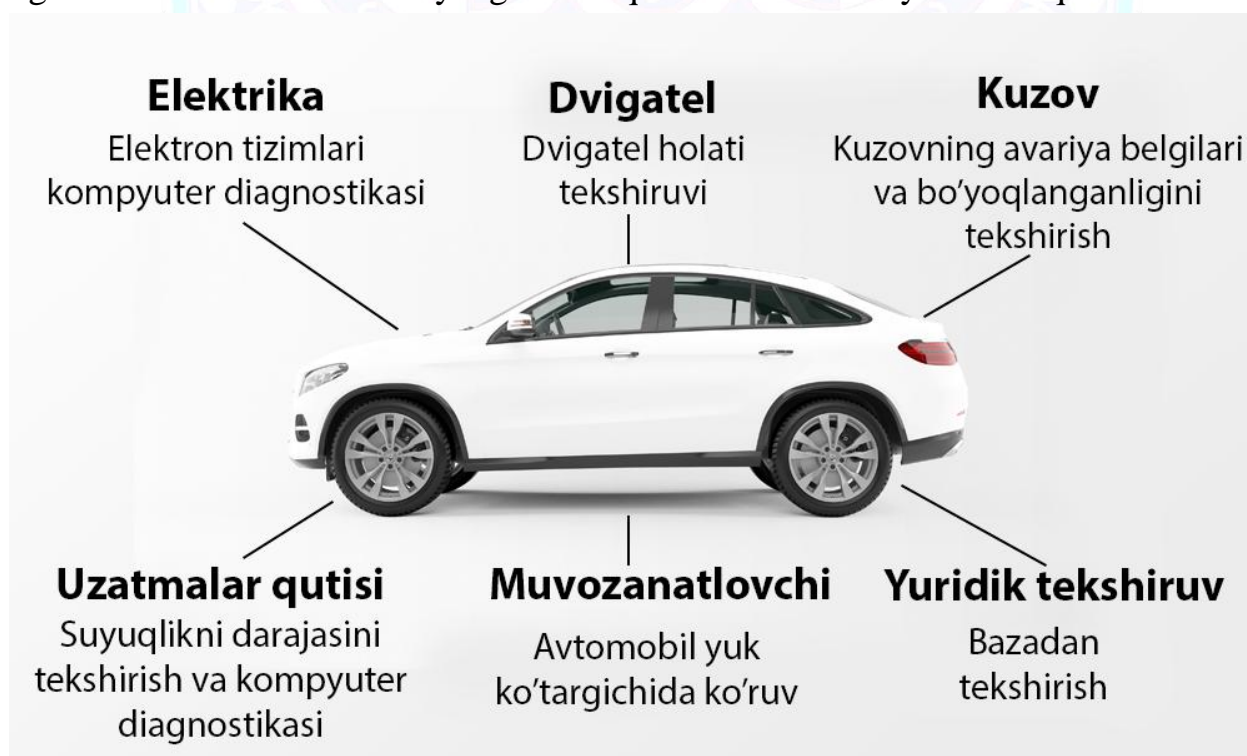 Elektrika
Elektron tizimlari
kompyuter diagnostikasi
Dvigatel
Dvigatel holati
tekshiruvi
Kuzov
Kuzovning avariya belgilari
va bo’yoqlanganligini
tekshirish
Uzatmalar qutisi
Suyuqlikni darajasini
tekshirish va kompyuter
diagnostikasi
Muvozanatlovchi
Avtomobil yuk
ko’targichida ko’ruv
Yuridik tekshiruv
Bazadan
tekshirish